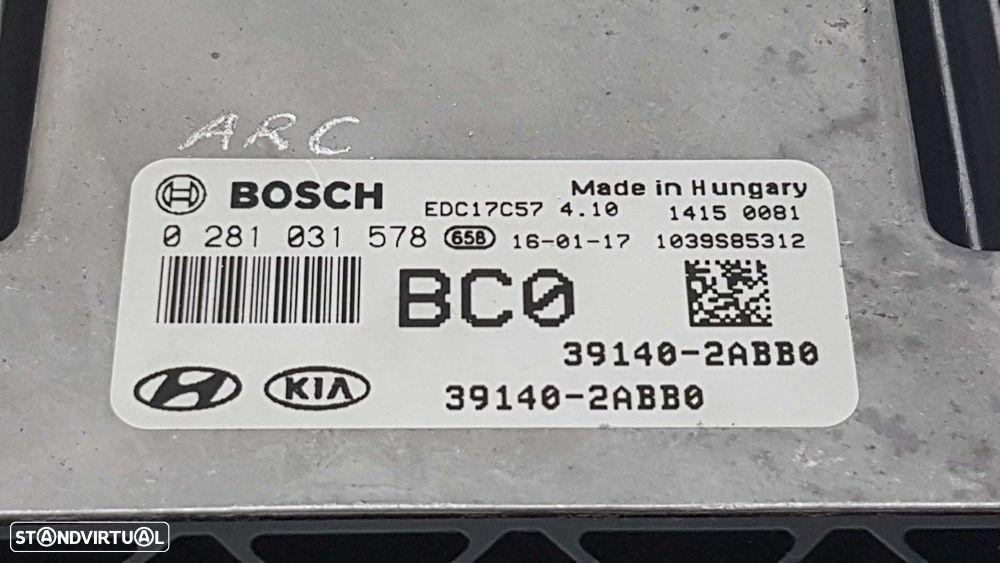 ARC
BOSCH
Made in Hungary
EDC17C57 4.10
1415 0081
0 281 031 578
658
16-01-17
1039S85312
BC0
39140-2ABB0
KIA
39140-2ABB0
STANDVIRTUAL